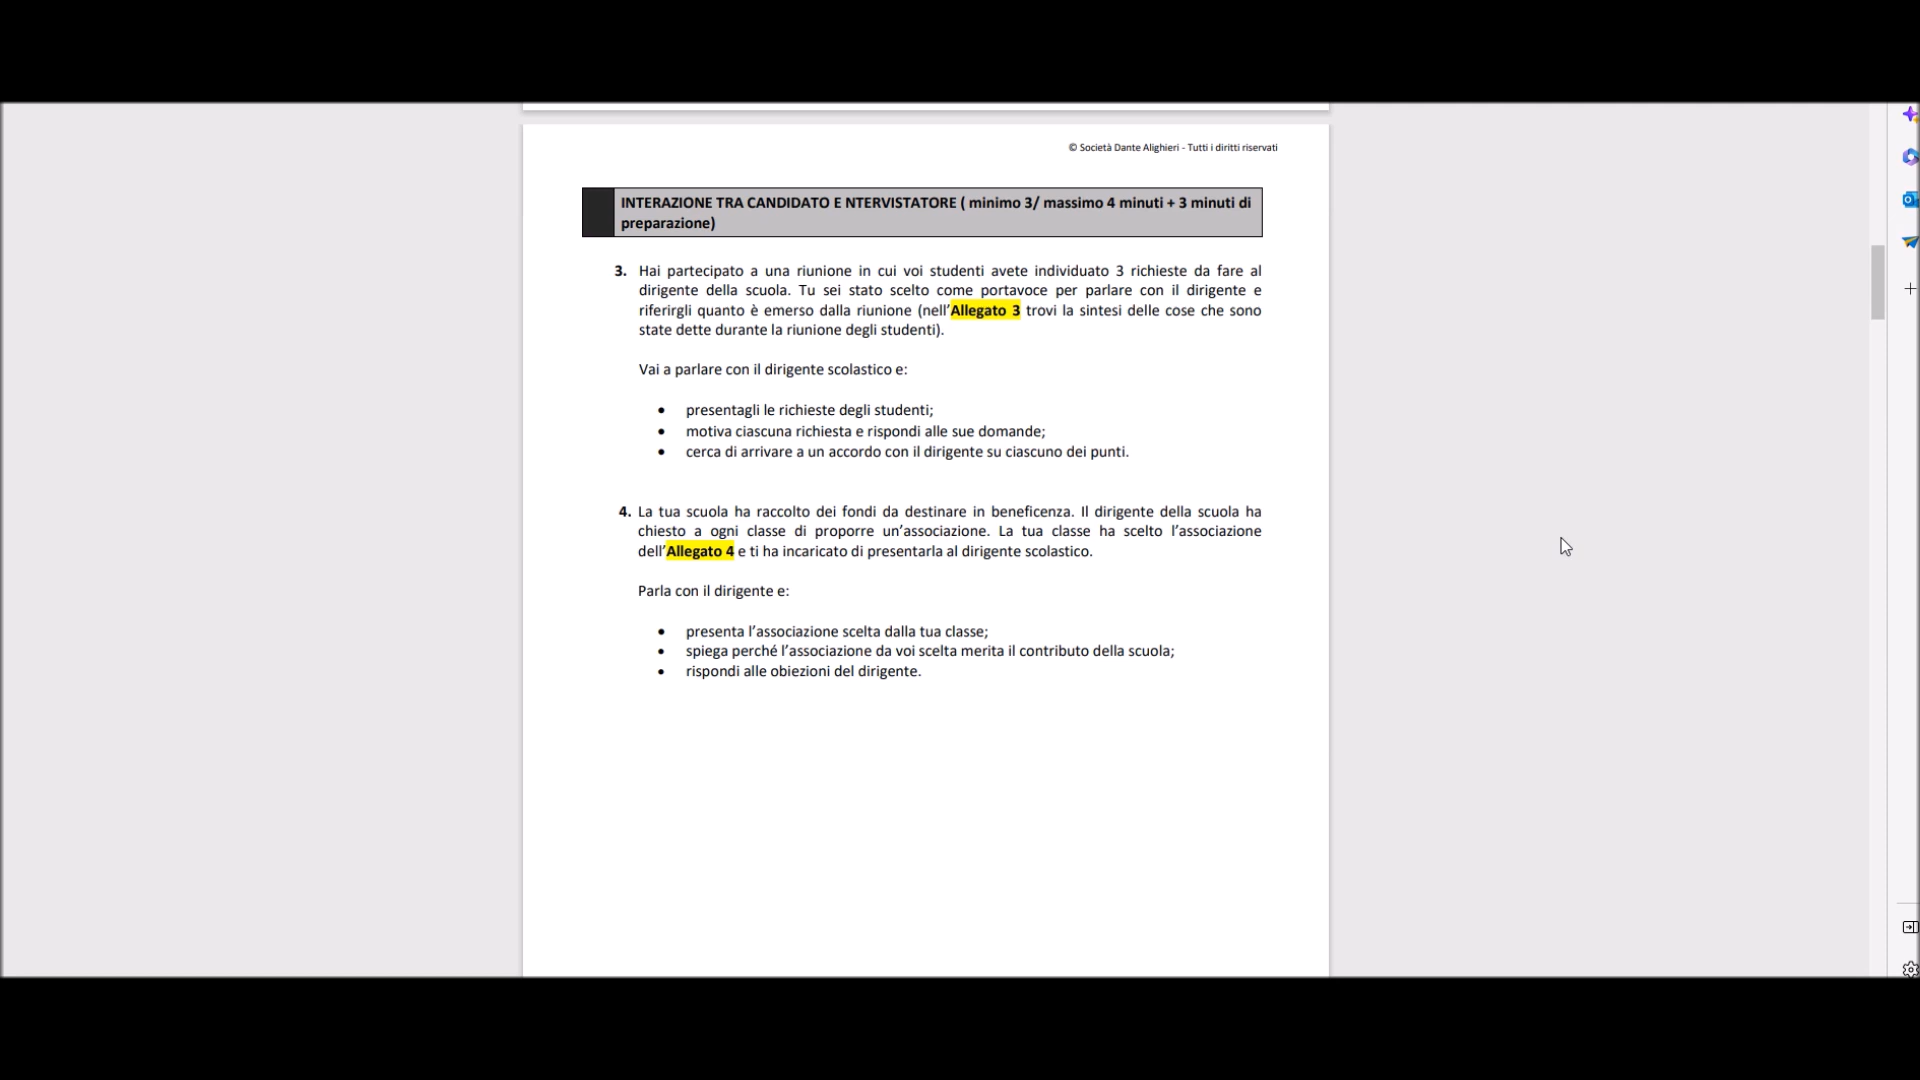 © Società Dante Alighieri - Tutti i diritti riservati
INTERAZIONE TRA CANDIDATO E NTERVISTATORE ( minimo 3/ massimo 4 minuti + 3 minuti di
preparazione)
3. Hai partecipato a una riunione in cui voi studenti avete individuato 3 richieste da fare al
dirigente della scuola. Tu sei stato scelto come portavoce per parlare con il dirigente e
riferirgli quanto è emerso dalla riunione (nell’Allegato 3 trovi la sintesi delle cose che sono
state dette durante la riunione degli studenti).
Vai a parlare con il dirigente scolastico e:
• presentagli le richieste degli studenti;
• motiva ciascuna richiesta e rispondi alle sue domande;
• cerca di arrivare a un accordo con il dirigente su ciascuno dei punti.
4. La tua scuola ha raccolto dei fondi da destinare in beneficenza. Il dirigente della scuola ha
chiesto a ogni classe di proporre un’associazione. La tua classe ha scelto l’associazione
dell’Allegato 4 e ti ha incaricato di presentarla al dirigente scolastico.
Parla con il dirigente e:
• presenta l’associazione scelta dalla tua classe;
• spiega perché l’associazione da voi scelta merita il contributo della scuola;
• rispondi alle obiezioni del dirigente.